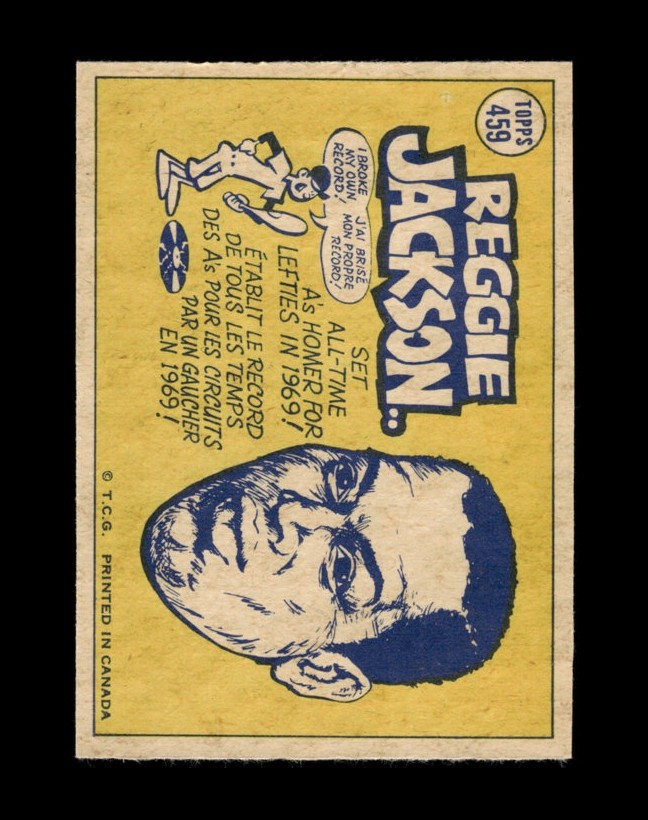 TOPPS
459
REGGIE
JACKSON..
I BROKE
MY OWN
RECORD!
J'AI BRISÉ
MON PROPRE
RECORD!
SET
ALL-TIME
A's HOMER FOR
LEFTIES IN 1969!
ÉTABLIT LE RECORD
DE TOUS LES TEMPS
DES A's POUR LES CIRCUITS
PAR UN GAUCHER
EN 1969!
© T.C.G. PRINTED IN CANADA